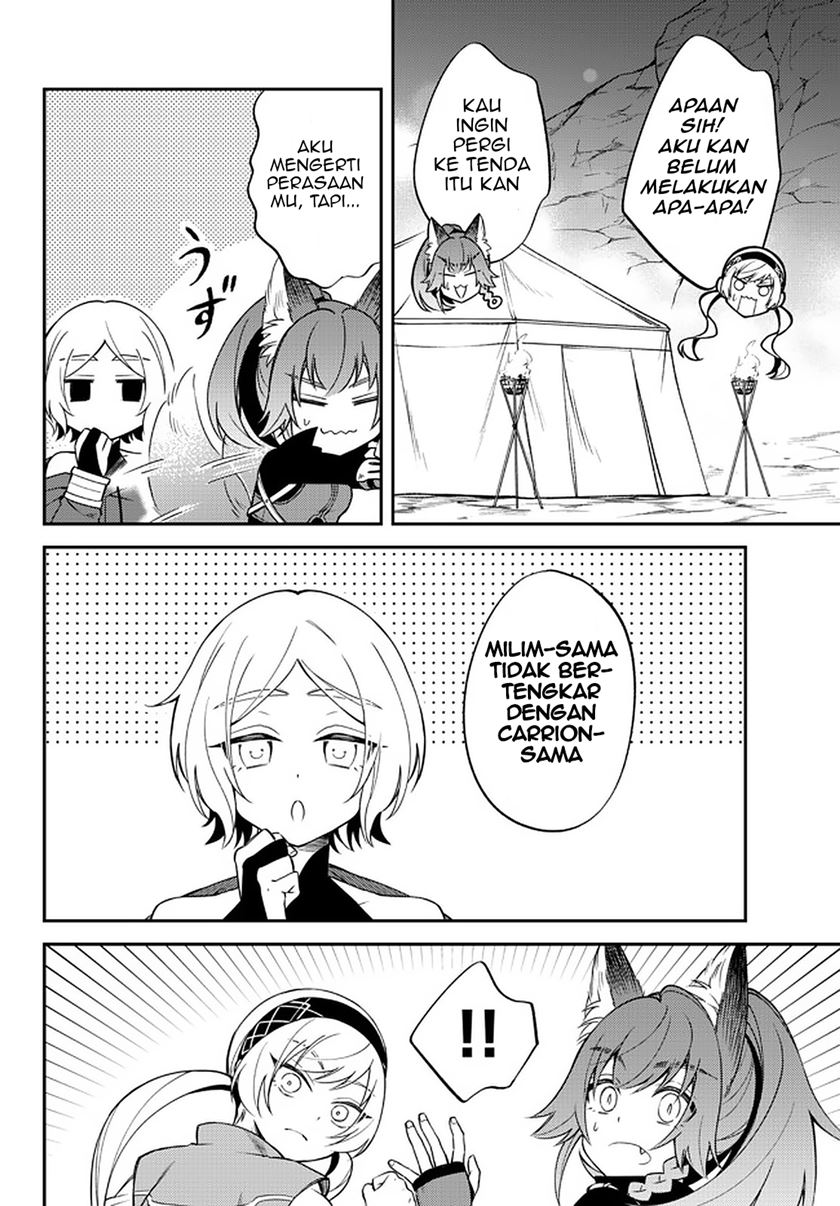 APAAN
SIH!
AKU KAN
BELUM
MELAKUKAN
APA-APA!
KAU
INGIN
PERGI
KE TENDA
ITU KAN
AKU
MENGERTI
PERASAAN
MU, TAPI...
うずっ
MILIM-SAMA
TIDAK BER-
TENGKAR
DENGAN
CARRION-
SAMA
!!